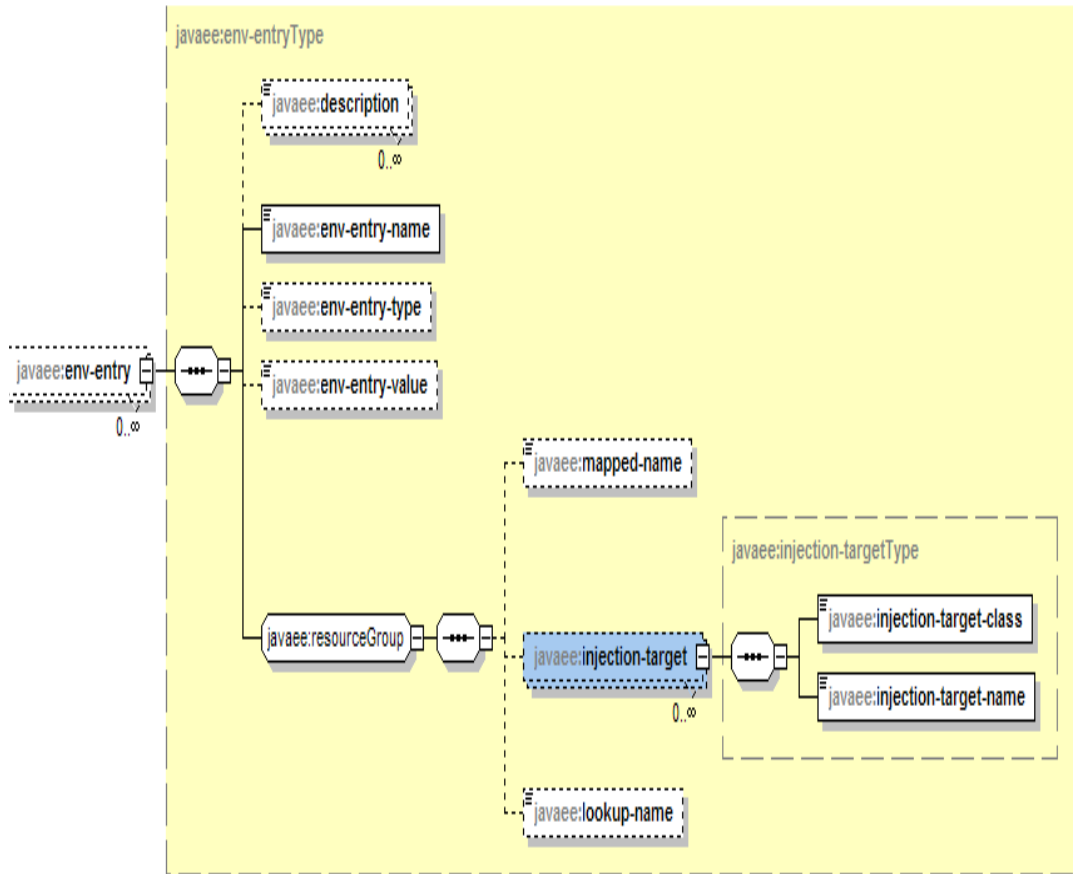 javaee:env-entryType
javaee:description
0..∞
javaee:env-entry-name
javaee:env-entry-type
javaee:env-entry
0..∞
javaee:env-entry-value
javaee:mapped-name
javaee:resourceGroup
javaee:injection-target
0..∞
javaee:injection-targetType
javaee:injection-target-class
javaee:injection-target-name
javaee:lookup-name